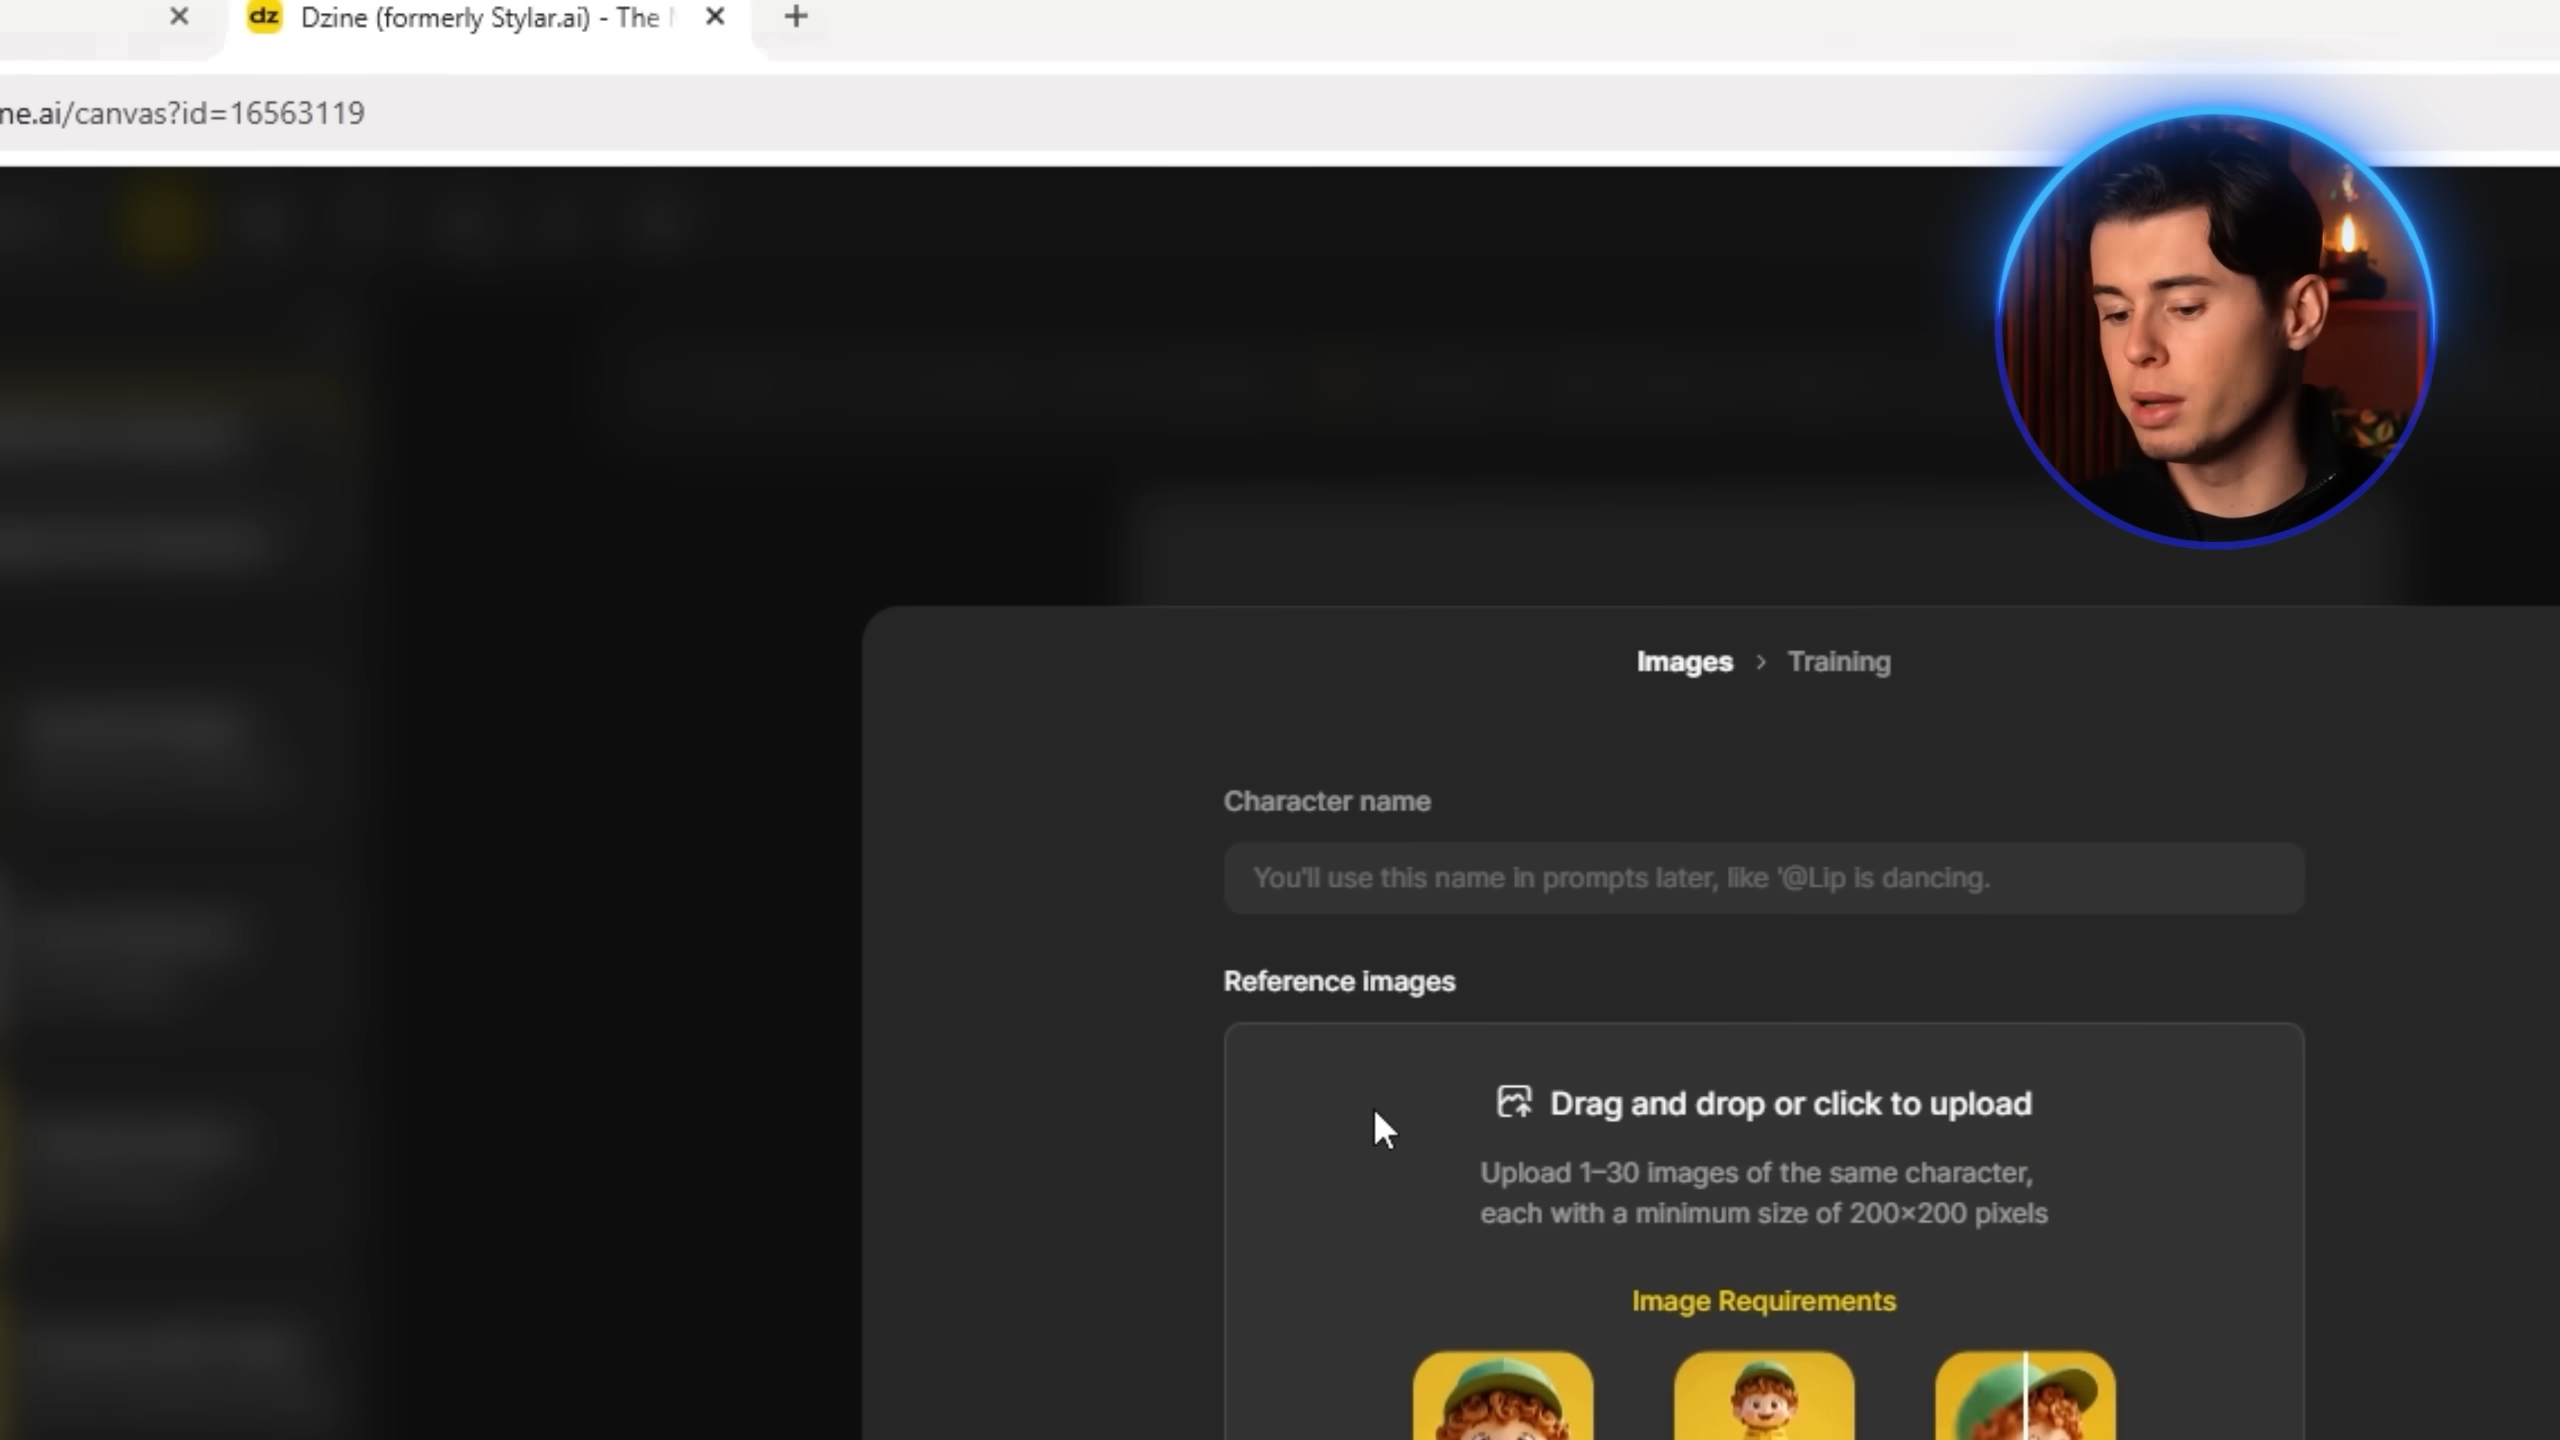 dz Dzine (formerly Stylar.ai) - The
ne.ai/canvas?id=16563119
Images > Training
Character name
You'll use this name in prompts later, like '@Lip is dancing.
Reference images
Drag and drop or click to upload
Upload 1–30 images of the same character,
each with a minimum size of 200×200 pixels
Image Requirements